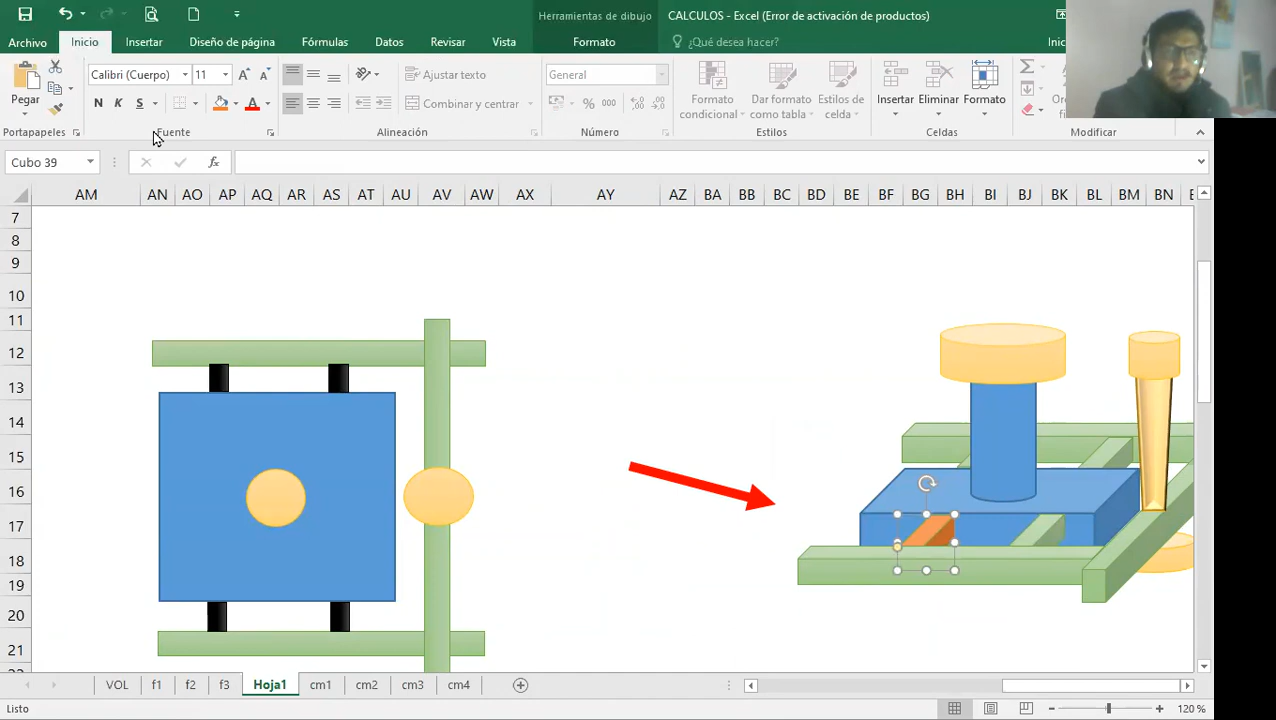 Herramientas de dibujo
CALCULOS - Excel (Error de activación de productos)
Archivo
Inicio
Insertar
Diseño de página
Fórmulas
Datos
Revisar
Vista
Formato
¿Qué desea hacer?
Inic
Pegar
Calibri (Cuerpo)
11
N K S
Ajustar texto
Combinar y centrar
General
% 000
Formato condicional
Dar formato como tabla
Estilos de celda
Insertar
Eliminar
Formato
Portapapeles
Fuente
Alineación
Número
Estilos
Celdas
Modificar
Cubo 39
fx
AM AN AO AP AQ AR AS AT AU AV AW AX AY AZ BA BB BC BD BE BF BG BH BI BJ BK BL BM BN
7
8
9
10
11
12
13
14
15
16
17
18
19
20
21
VOL f1 f2 f3 Hoja1 cm1 cm2 cm3 cm4
Listo
120 %